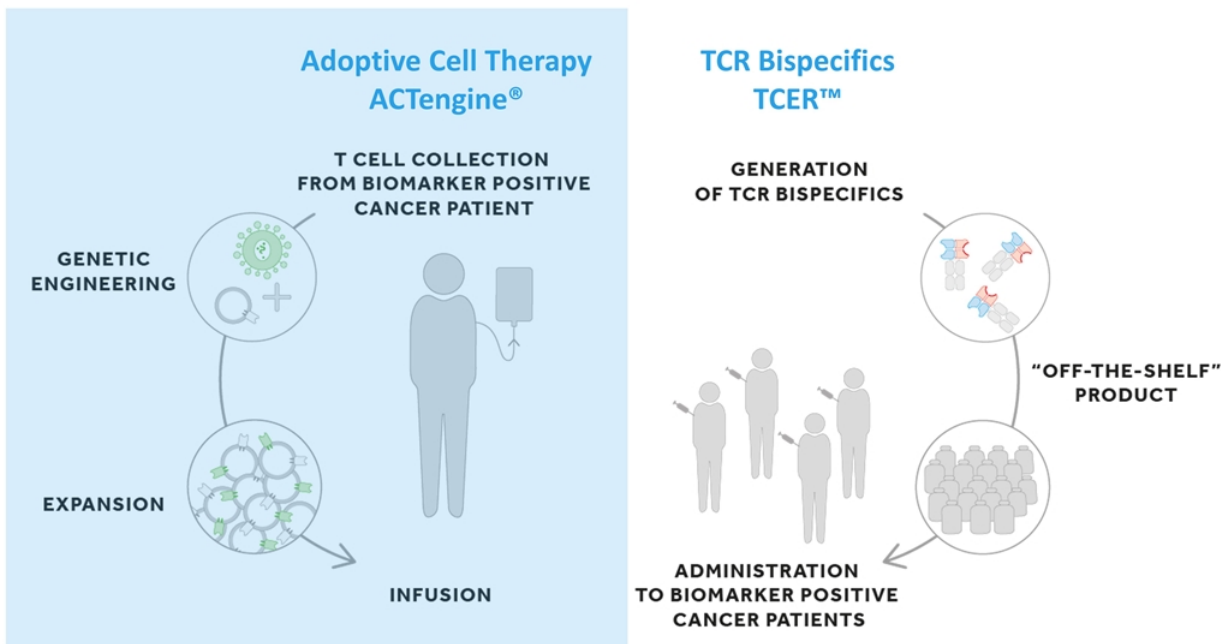 Adoptive Cell Therapy
ACTengine®
T CELL COLLECTION
FROM BIOMARKER POSITIVE
CANCER PATIENT
GENETIC
ENGINEERING
EXPANSION
INFUSION
TCR Bispecifics
TCER™
GENERATION
OF TCR BISPECIFICS
“OFF-THE-SHELF”
PRODUCT
ADMINISTRATION
TO BIOMARKER POSITIVE
CANCER PATIENTS